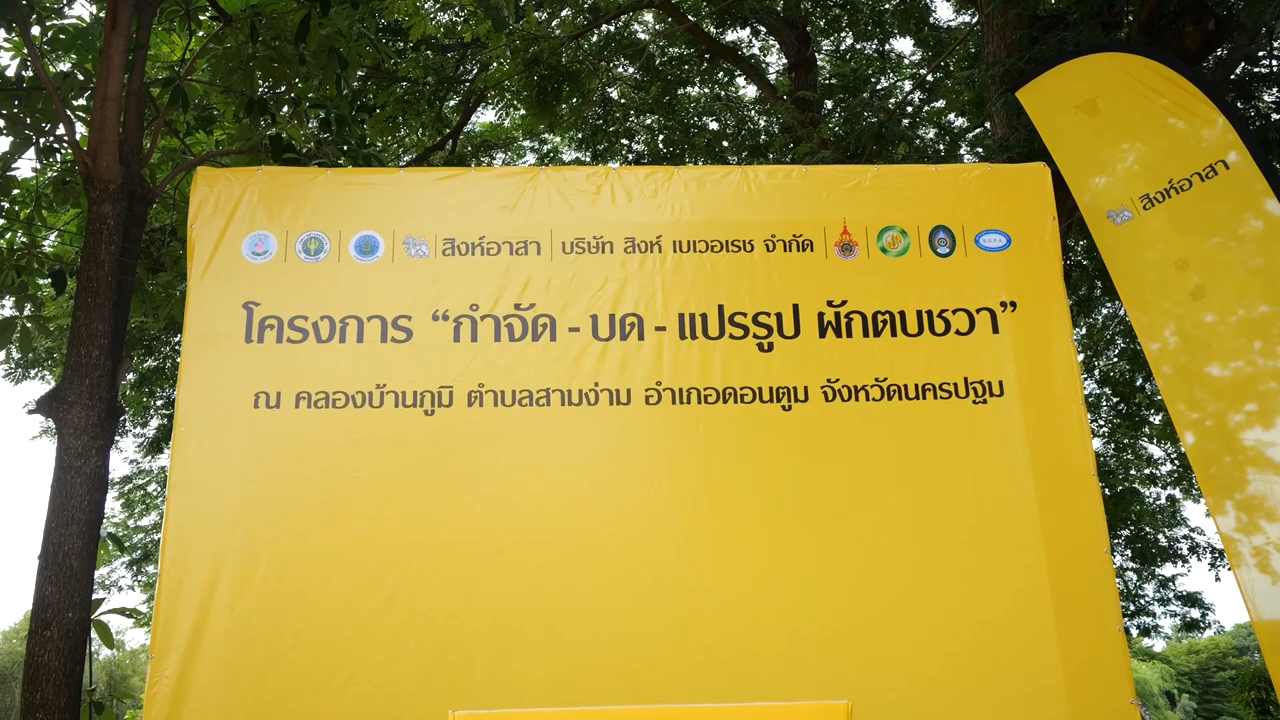 สิงห์อาสา บริษัท สิงห์ เบเวอเรช จำกัด B.G.F.A.
โครงการ “กำจัด - บด - แปรรูป ผักตบชวา”
ณ คลองบ้านภูมิ ตำบลสามง่าม อำเภอดอนตูม จังหวัดนครปฐม
สิงห์อาสา